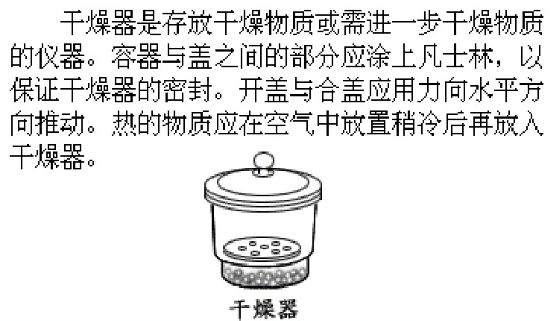 干燥器是存放干燥物质或需进一步干燥物质
的仪器。容器与盖之间的部分应涂上凡士林，以
保证干燥器的密封。开盖与合盖应用力向水平方
向推动。热的物质应在空气中放置稍冷后再放入
干燥器。
干燥器